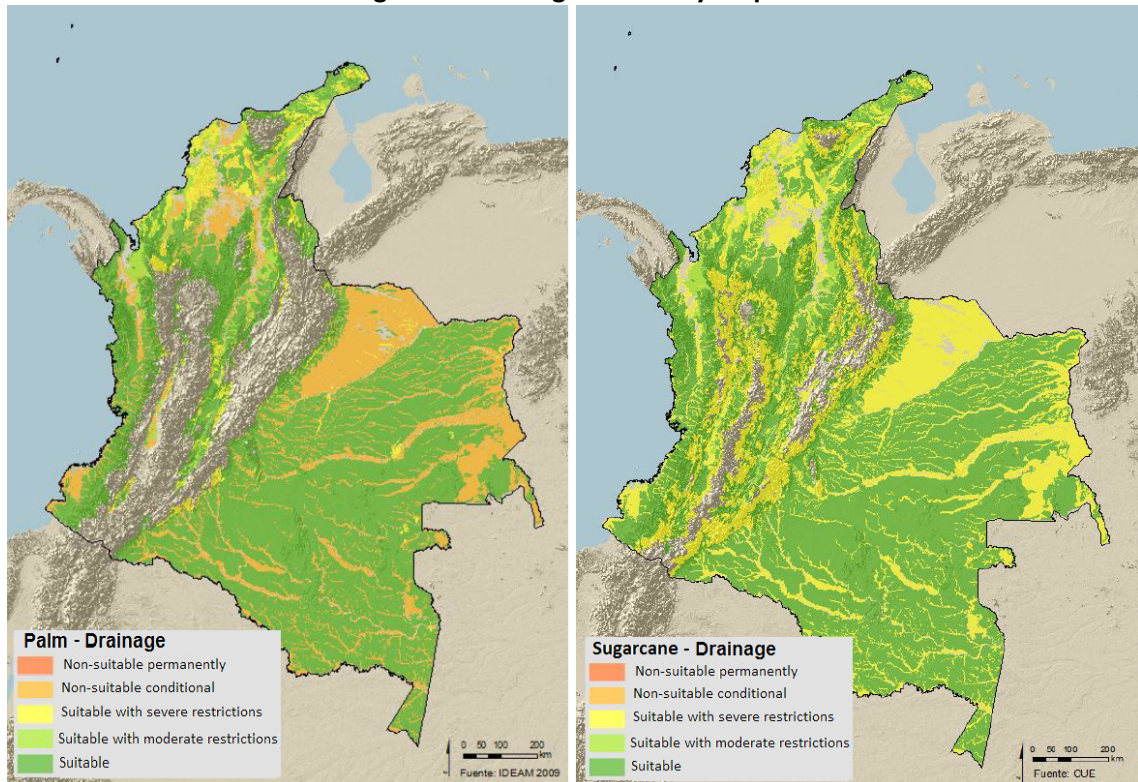 Palm - Drainage
Non-suitable permanently
Non-suitable conditional
Suitable with severe restrictions
Suitable with moderate restrictions
Suitable
0 50 100 200
km
Fuente: IDEAM 2009
Sugarcane - Drainage
Non-suitable permanently
Non-suitable conditional
Suitable with severe restrictions
Suitable with moderate restrictions
Suitable
0 50 100 200
km
Fuente: CUE